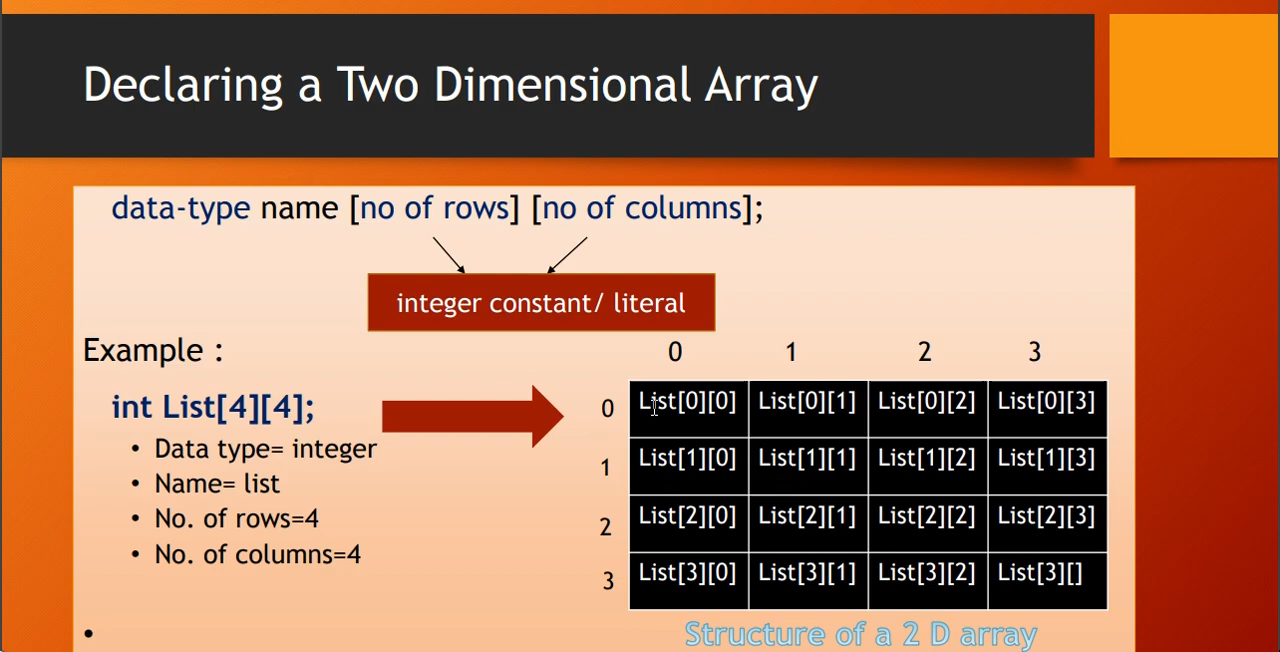 Declaring a Two Dimensional Array
data-type name [no of rows] [no of columns];
integer constant/ literal
Example :
int List[4][4];
• Data type= integer
• Name= list
• No. of rows=4
• No. of columns=4
0 1 2 3
0 List[0][0] List[0][1] List[0][2] List[0][3]
1 List[1][0] List[1][1] List[1][2] List[1][3]
2 List[2][0] List[2][1] List[2][2] List[2][3]
3 List[3][0] List[3][1] List[3][2] List[3][]
•
Structure of a 2 D array